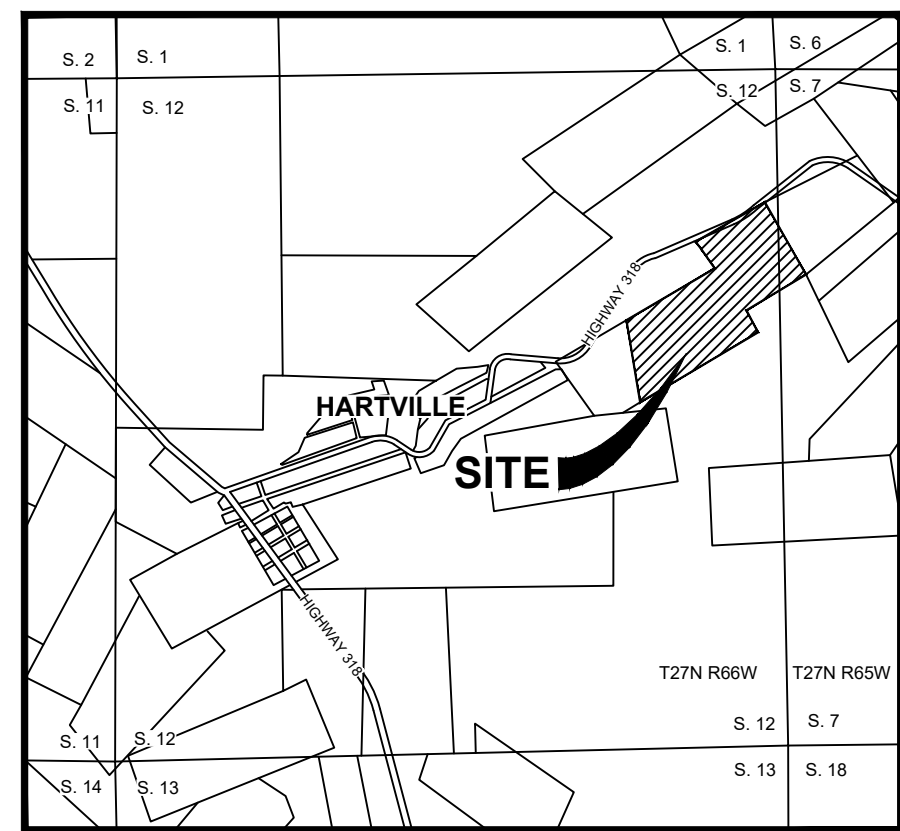 S. 2
S. 1
S. 1
S. 6
S. 11
S. 12
S. 12
S. 7
HIGHWAY 318
HARTVILLE
SITE
HIGHWAY 318
T27N R66W
T27N R65W
S. 12
S. 7
S. 11
S. 12
S. 13
S. 18
S. 14
S. 13